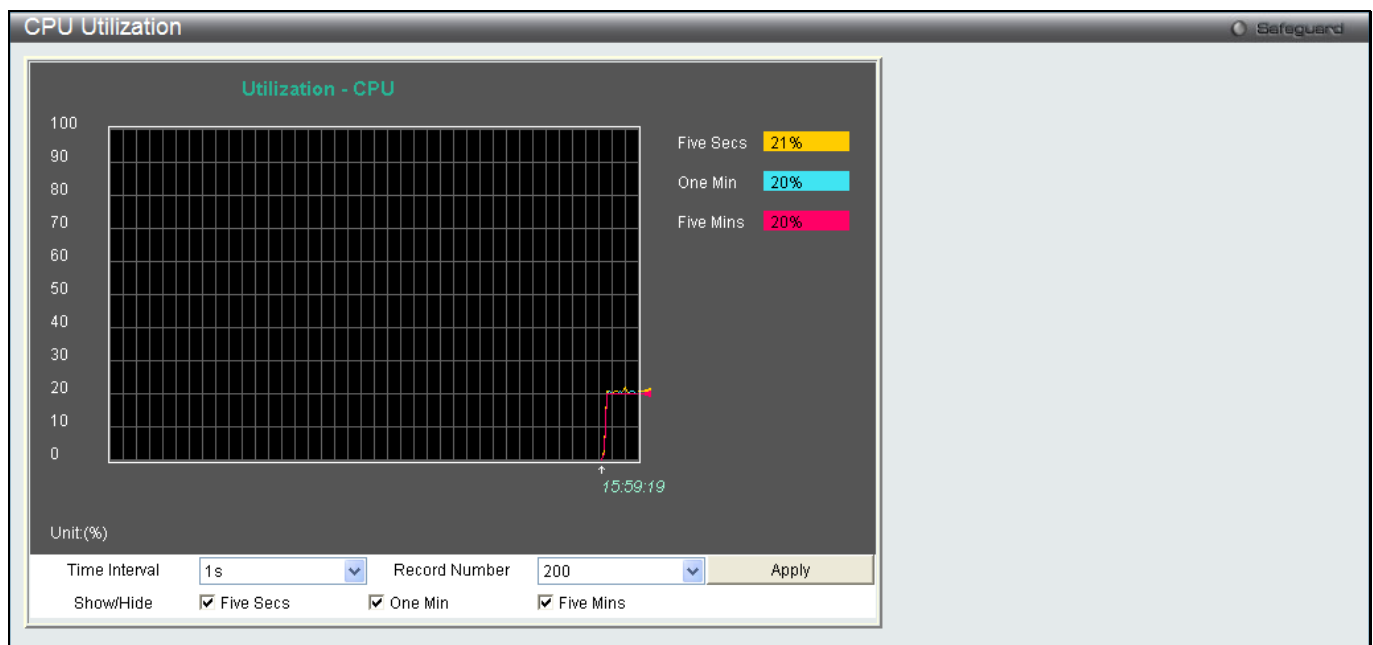 CPU Utilization
Safeguard
Utilization - CPU
100
90
80
70
60
50
40
30
20
10
0
Five Secs 21%
One Min 20%
Five Mins 20%
15:59:19
Unit:(%)
Time Interval 1s Record Number 200 Apply
Show/Hide Five Secs One Min Five Mins